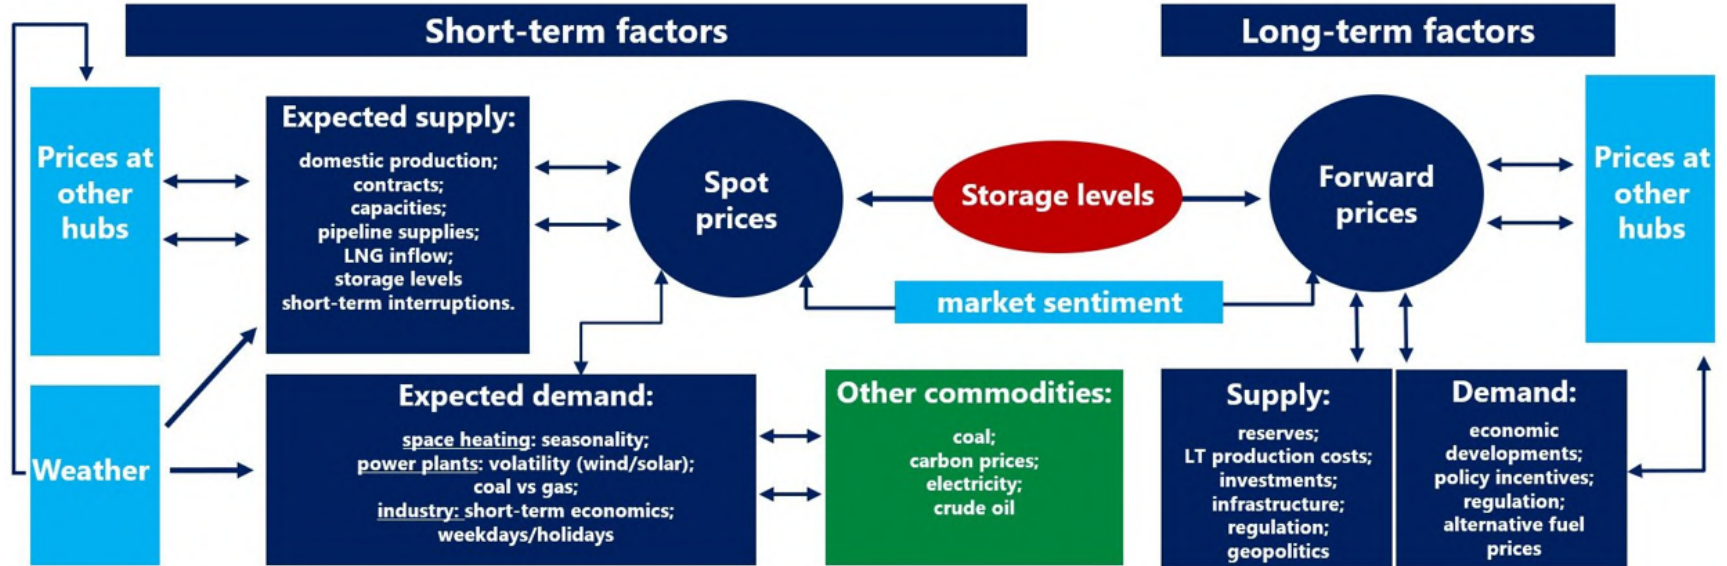 Short-term factors
Long-term factors
Prices at
other
hubs
Expected supply:
domestic production;
contracts;
capacities;
pipeline supplies;
LNG inflow;
storage levels
short-term interruptions.
Spot
prices
Storage levels
Forward
prices
Prices at
other
hubs
market sentiment
Weather
Expected demand:
space heating: seasonality;
power plants: volatility (wind/solar);
coal vs gas;
industry: short-term economics;
weekdays/holidays
Other commodities:
coal;
carbon prices;
electricity;
crude oil
Supply:
reserves;
LT production costs;
investments;
infrastructure;
regulation;
geopolitics
Demand:
economic
developments;
policy incentives;
regulation;
alternative fuel
prices